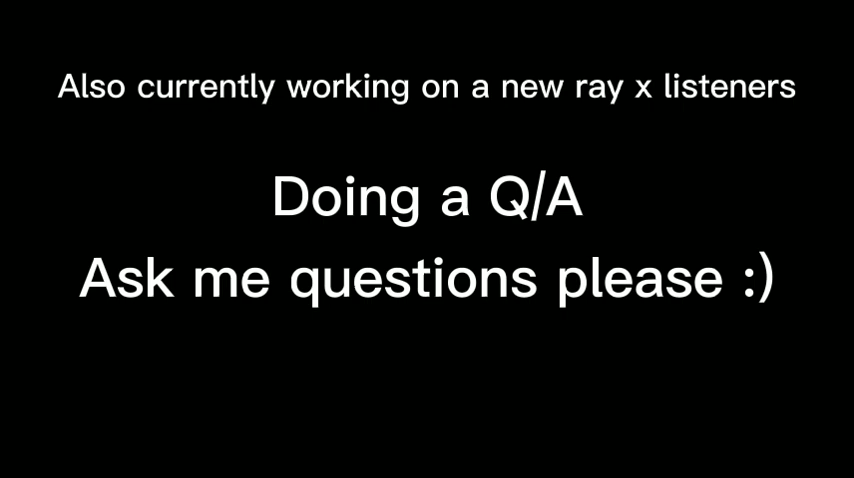 Also currently working on a new ray x listeners
Doing a Q/A
Ask me questions please :)